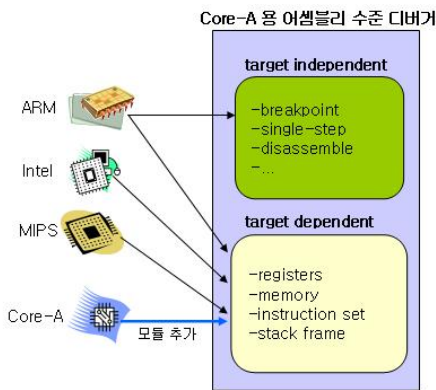 Core-A 용 어셈블리 수준 디버거
target independent
-breakpoint
-single-step
-disassemble
-...
ARM
Intel
MIPS
Core-A
모듈 추가
target dependent
-registers
-memory
-instruction set
-stack frame